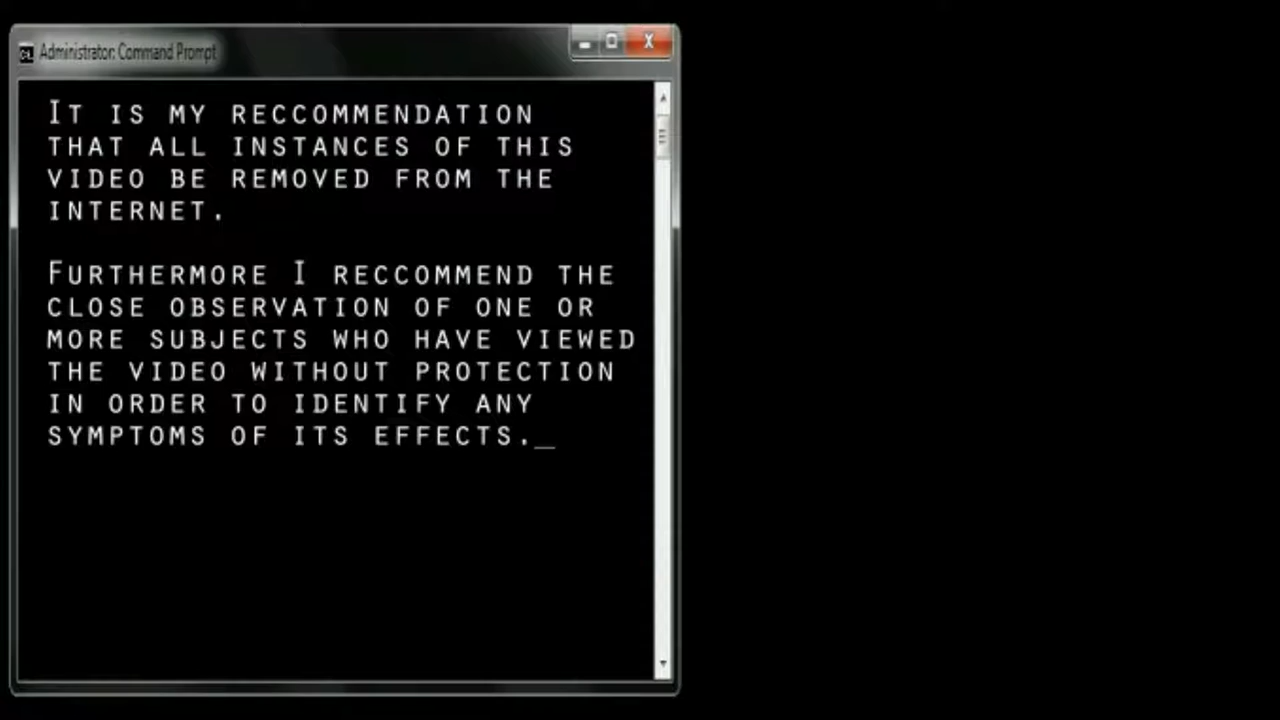 Administrator: Command Prompt
It is my reccommendation
that all instances of this
video be removed from the
internet.
Furthermore I reccommend the
close observation of one or
more subjects who have viewed
the video without protection
in order to identify any
symptoms of its effects._